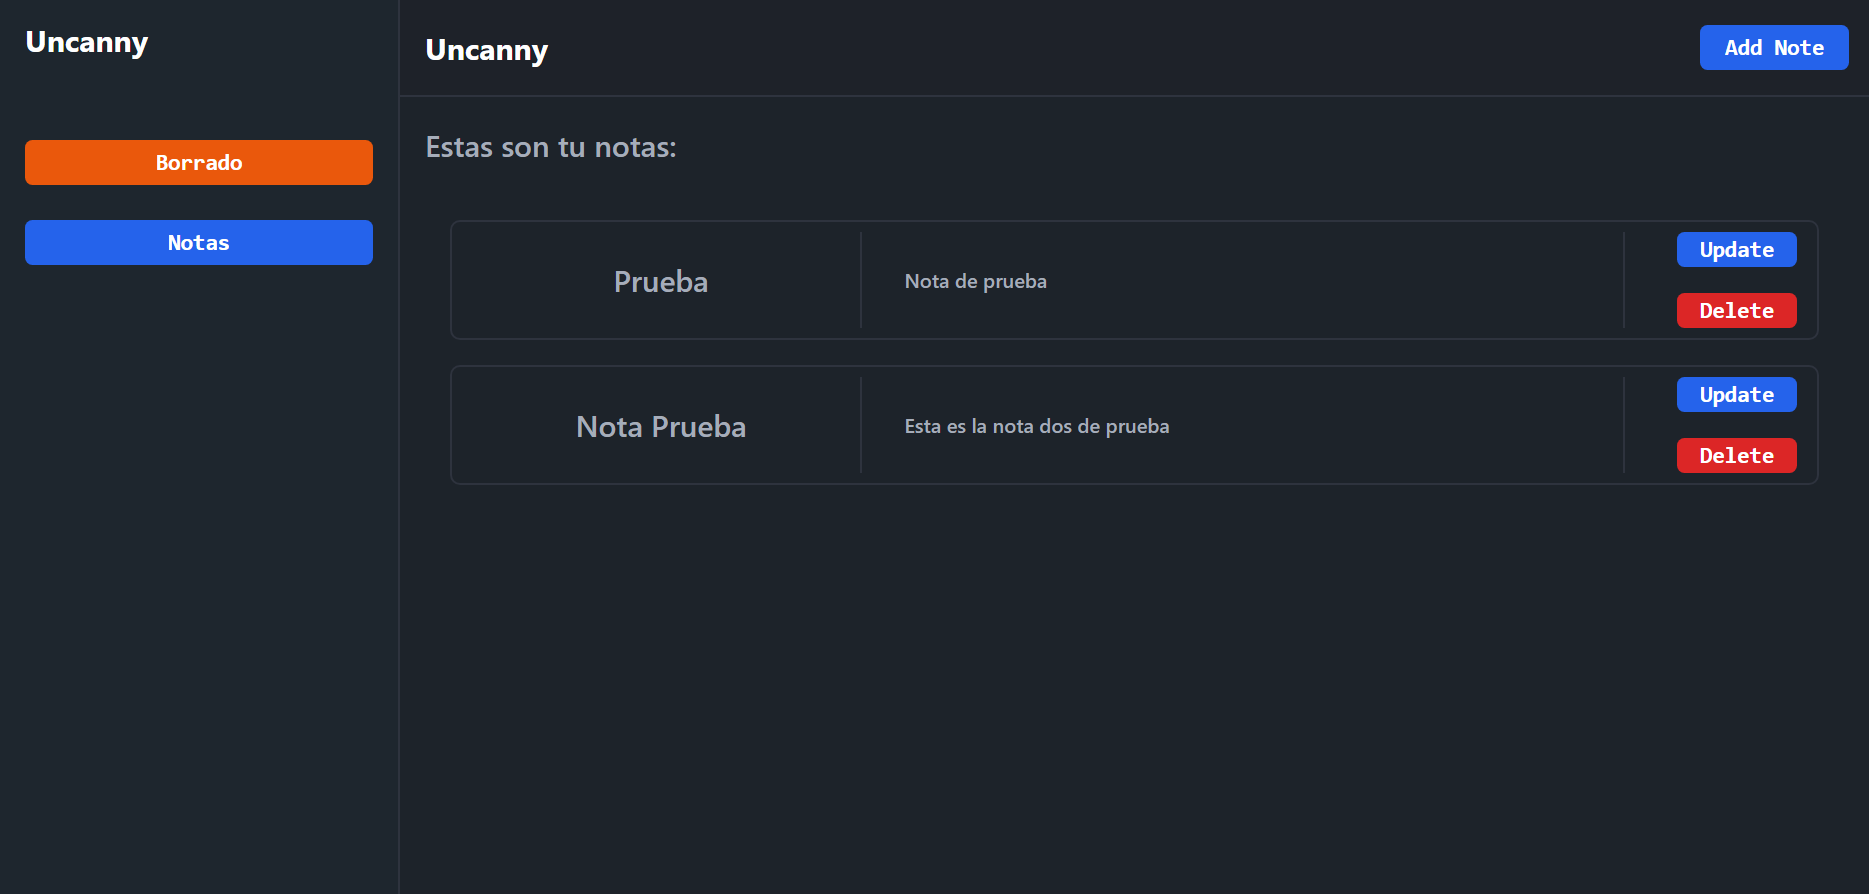 Uncanny
Borrado
Notas
Uncanny
Add Note
Estas son tu notas:
Prueba
Nota de prueba
Update
Delete
Nota Prueba
Esta es la nota dos de prueba
Update
Delete